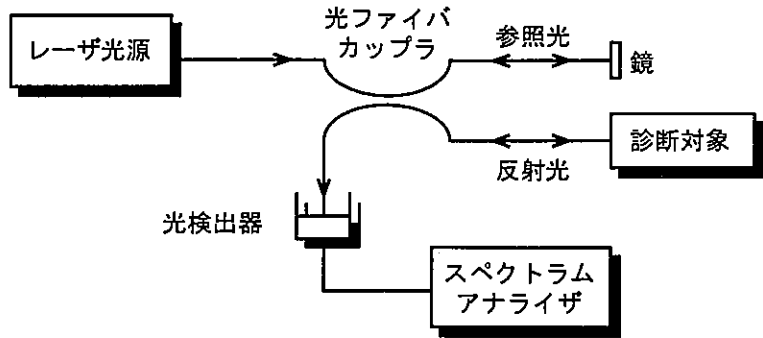 レーザ光源
光ファイバ
カップラ
参照光
鏡
反射光
診断対象
光検出器
スペクトラム
アナライザ